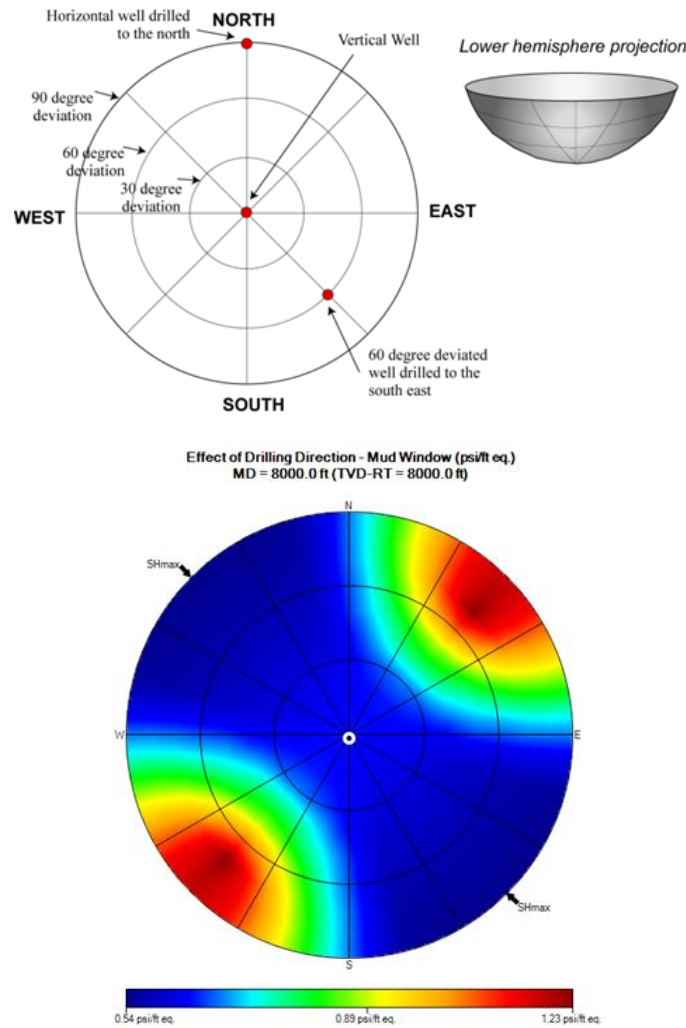 Horizontal well drilled
to the north
NORTH
Vertical Well
Lower hemisphere projection
90 degree
deviation
60 degree
deviation
30 degree
deviation
WEST
EAST
60 degree deviated
well drilled to the
south east
SOUTH
Effect of Drilling Direction - Mud Window (psi/ft eq.)
MD = 8000.0 ft (TVD-RT = 8000.0 ft)
N
SHmax
W
E
SHmax
S
0.54 psi/ft eq.
0.89 psi/ft eq.
1.23 psi/ft eq.